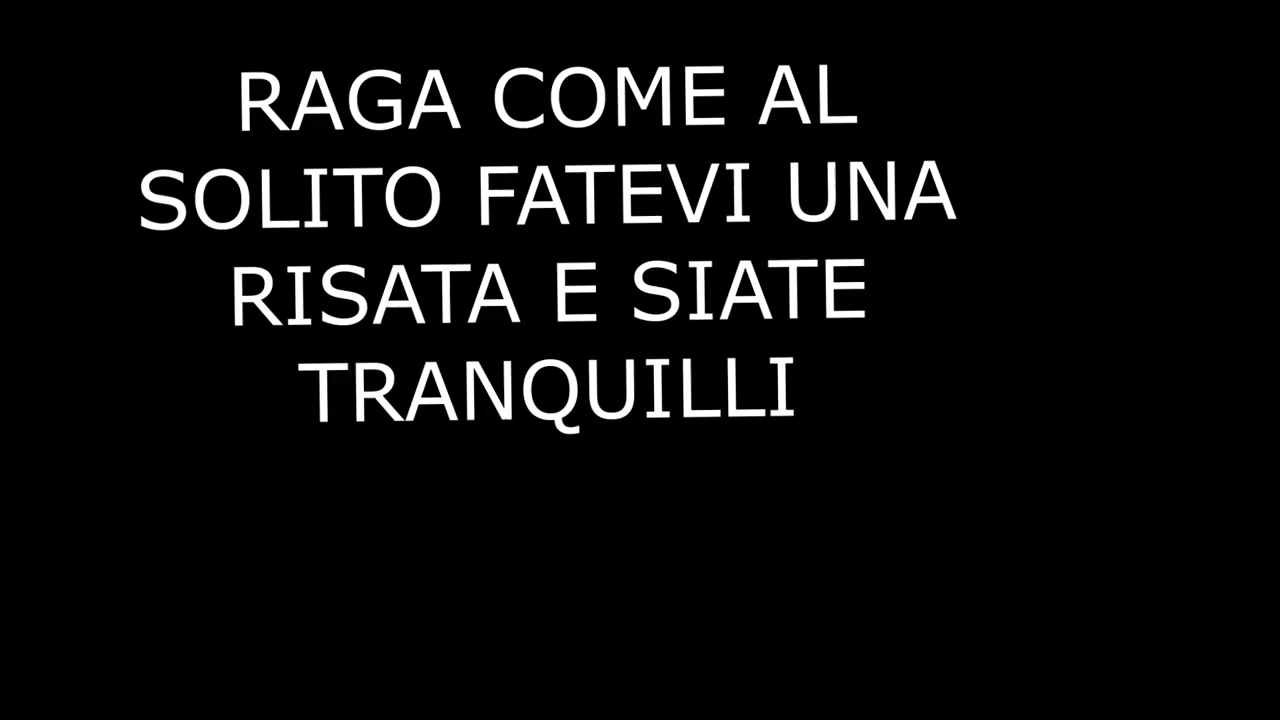 RAGA COME AL
SOLITO FATEVI UNA
RISATA E SIATE
TRANQUILLI